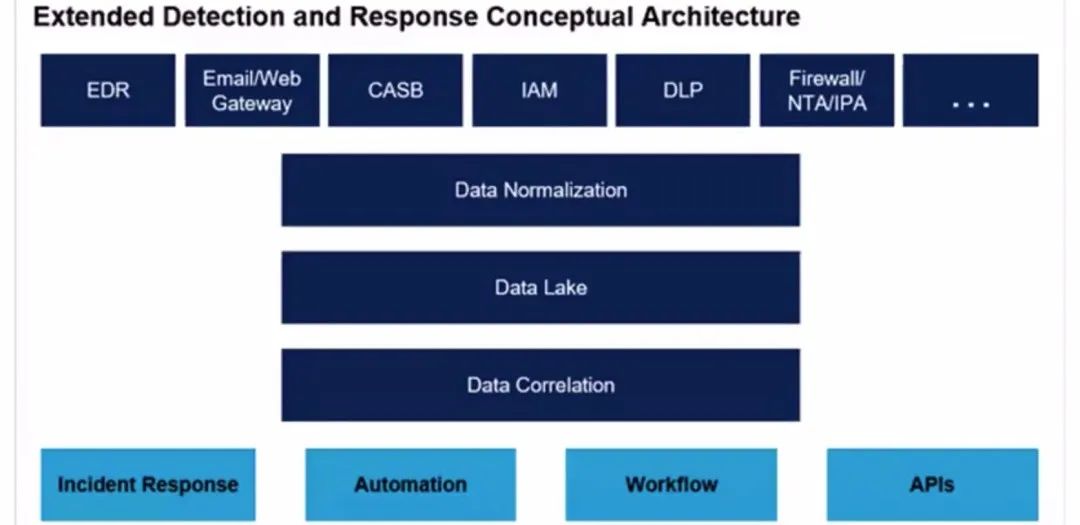 Extended Detection and Response Conceptual Architecture
EDR
Email/Web
Gateway
CASB
IAM
DLP
Firewall/
NTA/IPA
...
Data Normalization
Data Lake
Data Correlation
Incident Response
Automation
Workflow
APIs